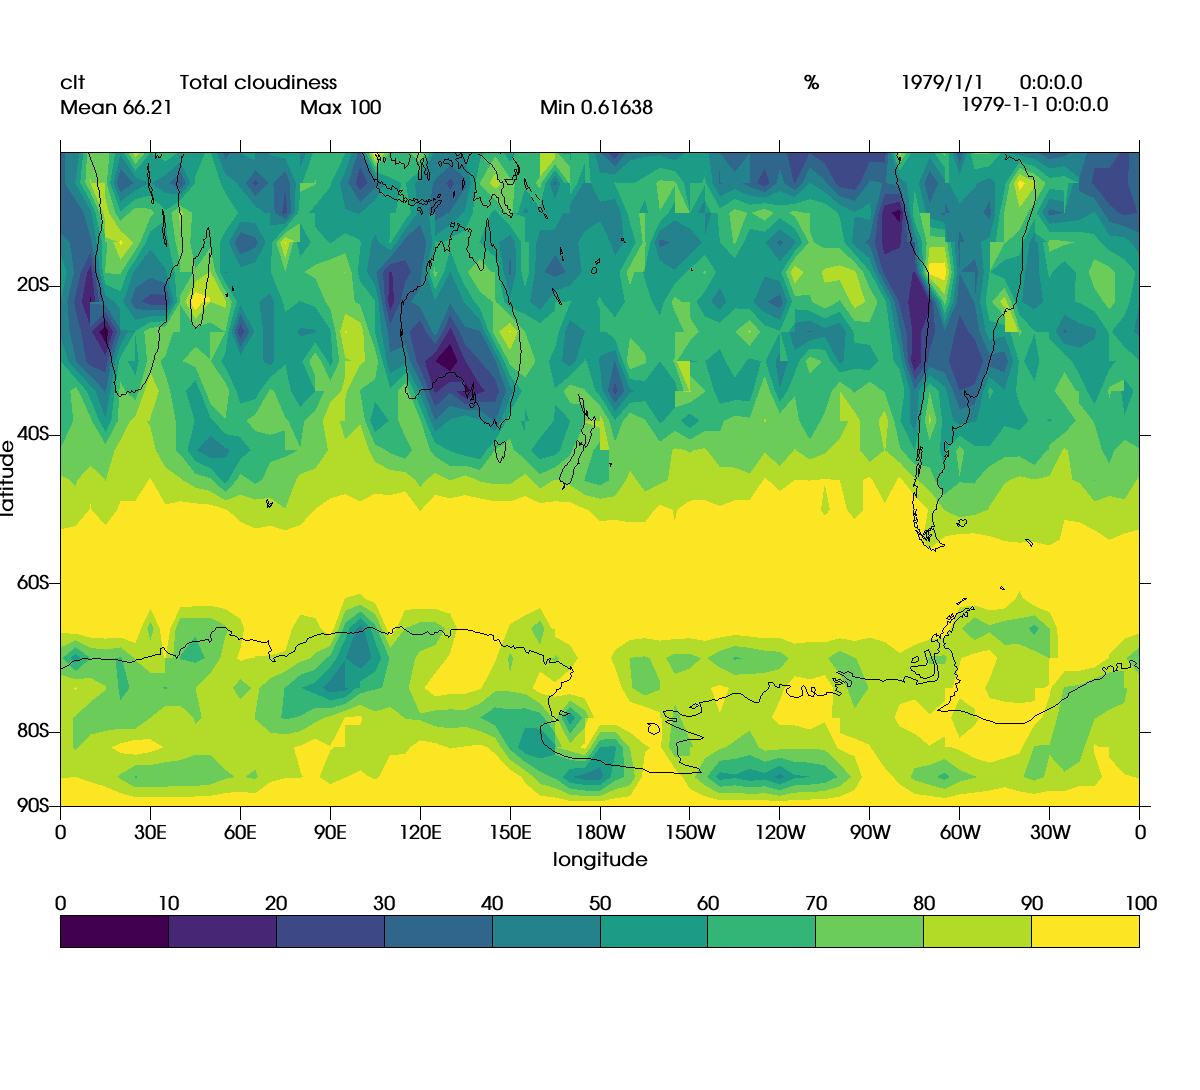 clt Total cloudiness % 1979/1/1 0:0:0.0
Mean 66.21 Max 100 Min 0.61638 1979-1-1 0:0:0.0
20S
40S
latitude
60S
80S
90S
0 30E 60E 90E 120E 150E 180W 150W 120W 90W 60W 30W 0
longitude
0 10 20 30 40 50 60 70 80 90 100